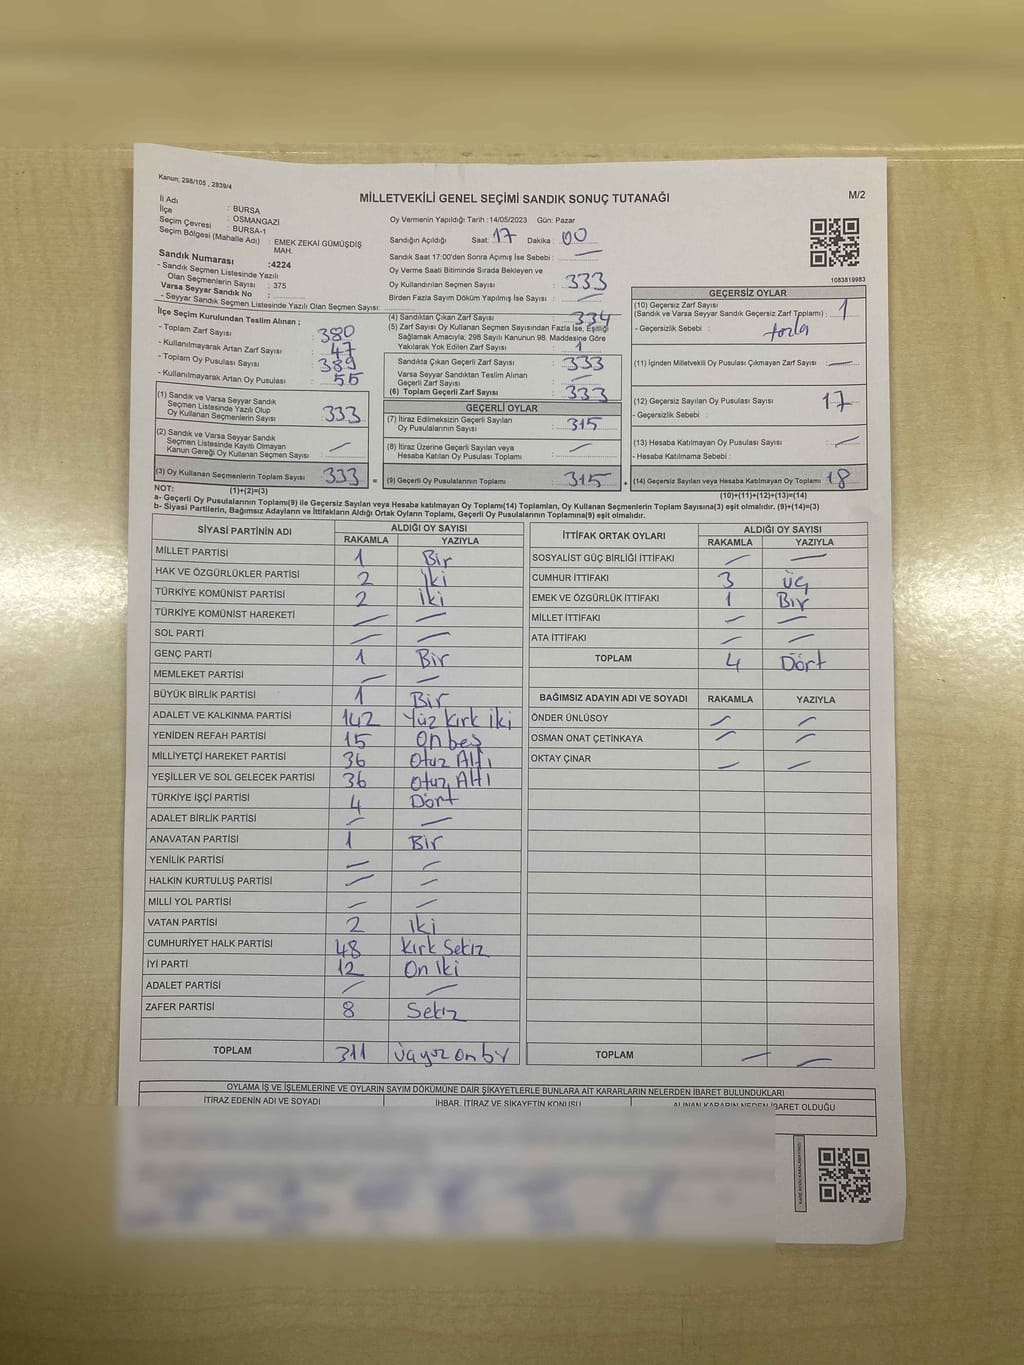 Kanun; 298/105 , 2839/4
MİLLETVEKİLİ GENEL SEÇİMİ SANDIK SONUÇ TUTANAĞI
M/2
İl Adı : BURSA
İlçe : OSMANGAZİ
Seçim Çevresi : BURSA-1
Seçim Bölgesi (Mahalle Adı) : EMEK ZEKAİ GÜMÜŞDİŞ MAH.
Sandık Numarası :4224
- Sandık Seçmen Listesinde Yazılı
Olan Seçmenlerin Sayısı : 375
Varsa Seyyar Sandık No :
- Seyyar Sandık Listesinde Yazılı Olan Seçmen Sayısı:
İlçe Seçim Kurulundan Teslim Alınan ;
- Toplam Zarf Sayısı : 380
- Kullanılmayarak Artan Zarf Sayısı : 47
- Toplam Oy Pusulası Sayısı : 389
- Kullanılmayarak Artan Oy Pusulası : 55
(1) Sandık ve Varsa Seyyar Sandık
Seçmen Listesinde Yazılı Olup
Oy Kullanan Seçmenlerin Sayısı : 333
(2) Sandık ve Varsa Seyyar Sandık
Seçmen Listesinde Kayıtlı Olmayan
Kanun Gereği Oy Kullanan Seçmen Sayısı : —
(3) Oy Kullanan Seçmenlerin Toplam Sayısı : 333 =
Oy Vermenin Yapıldığı Tarih :14/05/2023 Gün: Pazar
Sandığın Açıldığı Saat: 17 Dakika : 00
Sandık Saat 17:00'den Sonra Açımış İse Sebebi : —
Oy Verme Saati Bitiminde Sırada Bekleyen ve
Oy Kullandırılan Seçmen Sayısı : 333
Birden Fazla Sayım Döküm Yapılmış İse Sayısı : —
(4) Sandıktan Çıkan Zarf Sayısı : 334
(5) Zarf Sayısı Oy Kullanan Seçmen Sayısından Fazla İse, Eşitliği
Sağlamak Amacıyla; 298 Sayılı Kanunun 98. Maddesine Göre
Yakılarak Yok Edilen Zarf Sayısı : 1
Sandıkta Çıkan Geçerli Zarf Sayısı : 333
Varsa Seyyar Sandıktan Teslim Alınan
Geçerli Zarf Sayısı : —
(6) Toplam Geçerli Zarf Sayısı : 333
GEÇERLİ OYLAR
(7) İtiraz Edilmeksizin Geçerli Sayılan
Oy Pusulalarının Sayısı : 315
(8) İtiraz Üzerine Geçerli Sayılan veya
Hesaba Katılan Oy Pusulası Toplamı : —
(9) Geçerli Oy Pusulalarının Toplamı : 315 +
1083819983
GEÇERSİZ OYLAR
(10) Geçersiz Zarf Sayısı
(Sandık ve Varsa Seyyar Sandık Geçersiz Zarf Toplamı) : 1
- Geçersizlik Sebebi : fazla
(11) İçinden Milletvekili Oy Pusulası Çıkmayan Zarf Sayısı : —
(12) Geçersiz Sayılan Oy Pusulası Sayısı : 17
- Geçersizlik Sebebi :
(13) Hesaba Katılmayan Oy Pusulası Sayısı : —
- Hesaba Katılmama Sebebi :
(14) Geçersiz Sayılan veya Hesaba Katılmayan Oy Toplamı : 18
NOT: (1)+(2)=(3) (10)+(11)+(12)+(13)=(14)
a- Geçerli Oy Pusulalarının Toplamı(9) ile Geçersiz Sayılan veya Hesaba katılmayan Oy Toplamı(14) Toplamları, Oy Kullanan Seçmenlerin Toplam Sayısına(3) eşit olmalıdır. (9)+(14)=(3)
b- Siyasi Partilerin, Bağımsız Adayların ve İttifakların Aldığı Ortak Oyların Toplamı, Geçerli Oy Pusulalarının Toplamına(9) eşit olmalıdır.
SİYASİ PARTİNİN ADI ALDIĞI OY SAYISI
RAKAMLA YAZIYLA
MİLLET PARTİSİ 1 Bir
HAK VE ÖZGÜRLÜKLER PARTİSİ 2 İki
TÜRKİYE KOMÜNİST PARTİSİ 2 İki
TÜRKİYE KOMÜNİST HAREKETİ — —
SOL PARTİ — —
GENÇ PARTİ 1 Bir
MEMLEKET PARTİSİ — —
BÜYÜK BİRLİK PARTİSİ 1 Bir
ADALET VE KALKINMA PARTİSİ 142 Yüz Kırk İki
YENİDEN REFAH PARTİSİ 15 On beş
MİLLİYETÇİ HAREKET PARTİSİ 36 Otuz Altı
YEŞİLLER VE SOL GELECEK PARTİSİ 36 Otuz Altı
TÜRKİYE İŞÇİ PARTİSİ 4 Dört
ADALET BİRLİK PARTİSİ — —
ANAVATAN PARTİSİ 1 Bir
YENİLİK PARTİSİ — —
HALKIN KURTULUŞ PARTİSİ — —
MİLLİ YOL PARTİSİ — —
VATAN PARTİSİ 2 İki
CUMHURİYET HALK PARTİSİ 48 Kırk Sekiz
İYİ PARTİ 12 On İki
ADALET PARTİSİ — —
ZAFER PARTİSİ 8 Sekiz
TOPLAM 311 Üçyüz On bir
İTTİFAK ORTAK OYLARI ALDIĞI OY SAYISI
RAKAMLA YAZIYLA
SOSYALİST GÜÇ BİRLİĞİ İTTİFAKI — —
CUMHUR İTTİFAKI 3 Üç
EMEK VE ÖZGÜRLÜK İTTİFAKI 1 Bir
MİLLET İTTİFAKI — —
ATA İTTİFAKI — —
TOPLAM 4 Dört
BAĞIMSIZ ADAYIN ADI VE SOYADI RAKAMLA YAZIYLA
ÖNDER ÜNLÜSOY — —
OSMAN ONAT ÇETİNKAYA — —
OKTAY ÇINAR — —
TOPLAM — —
OYLAMA İŞ VE İŞLEMLERİNE VE OYLARIN SAYIM DÖKÜMÜNE DAİR ŞİKAYETLERLE BUNLARA AİT KARARLARIN NELERDEN İBARET BULUNDUKLARI
İTİRAZ EDENİN ADI VE SOYADI İHBAR, İTİRAZ VE ŞİKAYETİN KONUSU ALINAN KARARIN NEDEN İBARET OLDUĞU